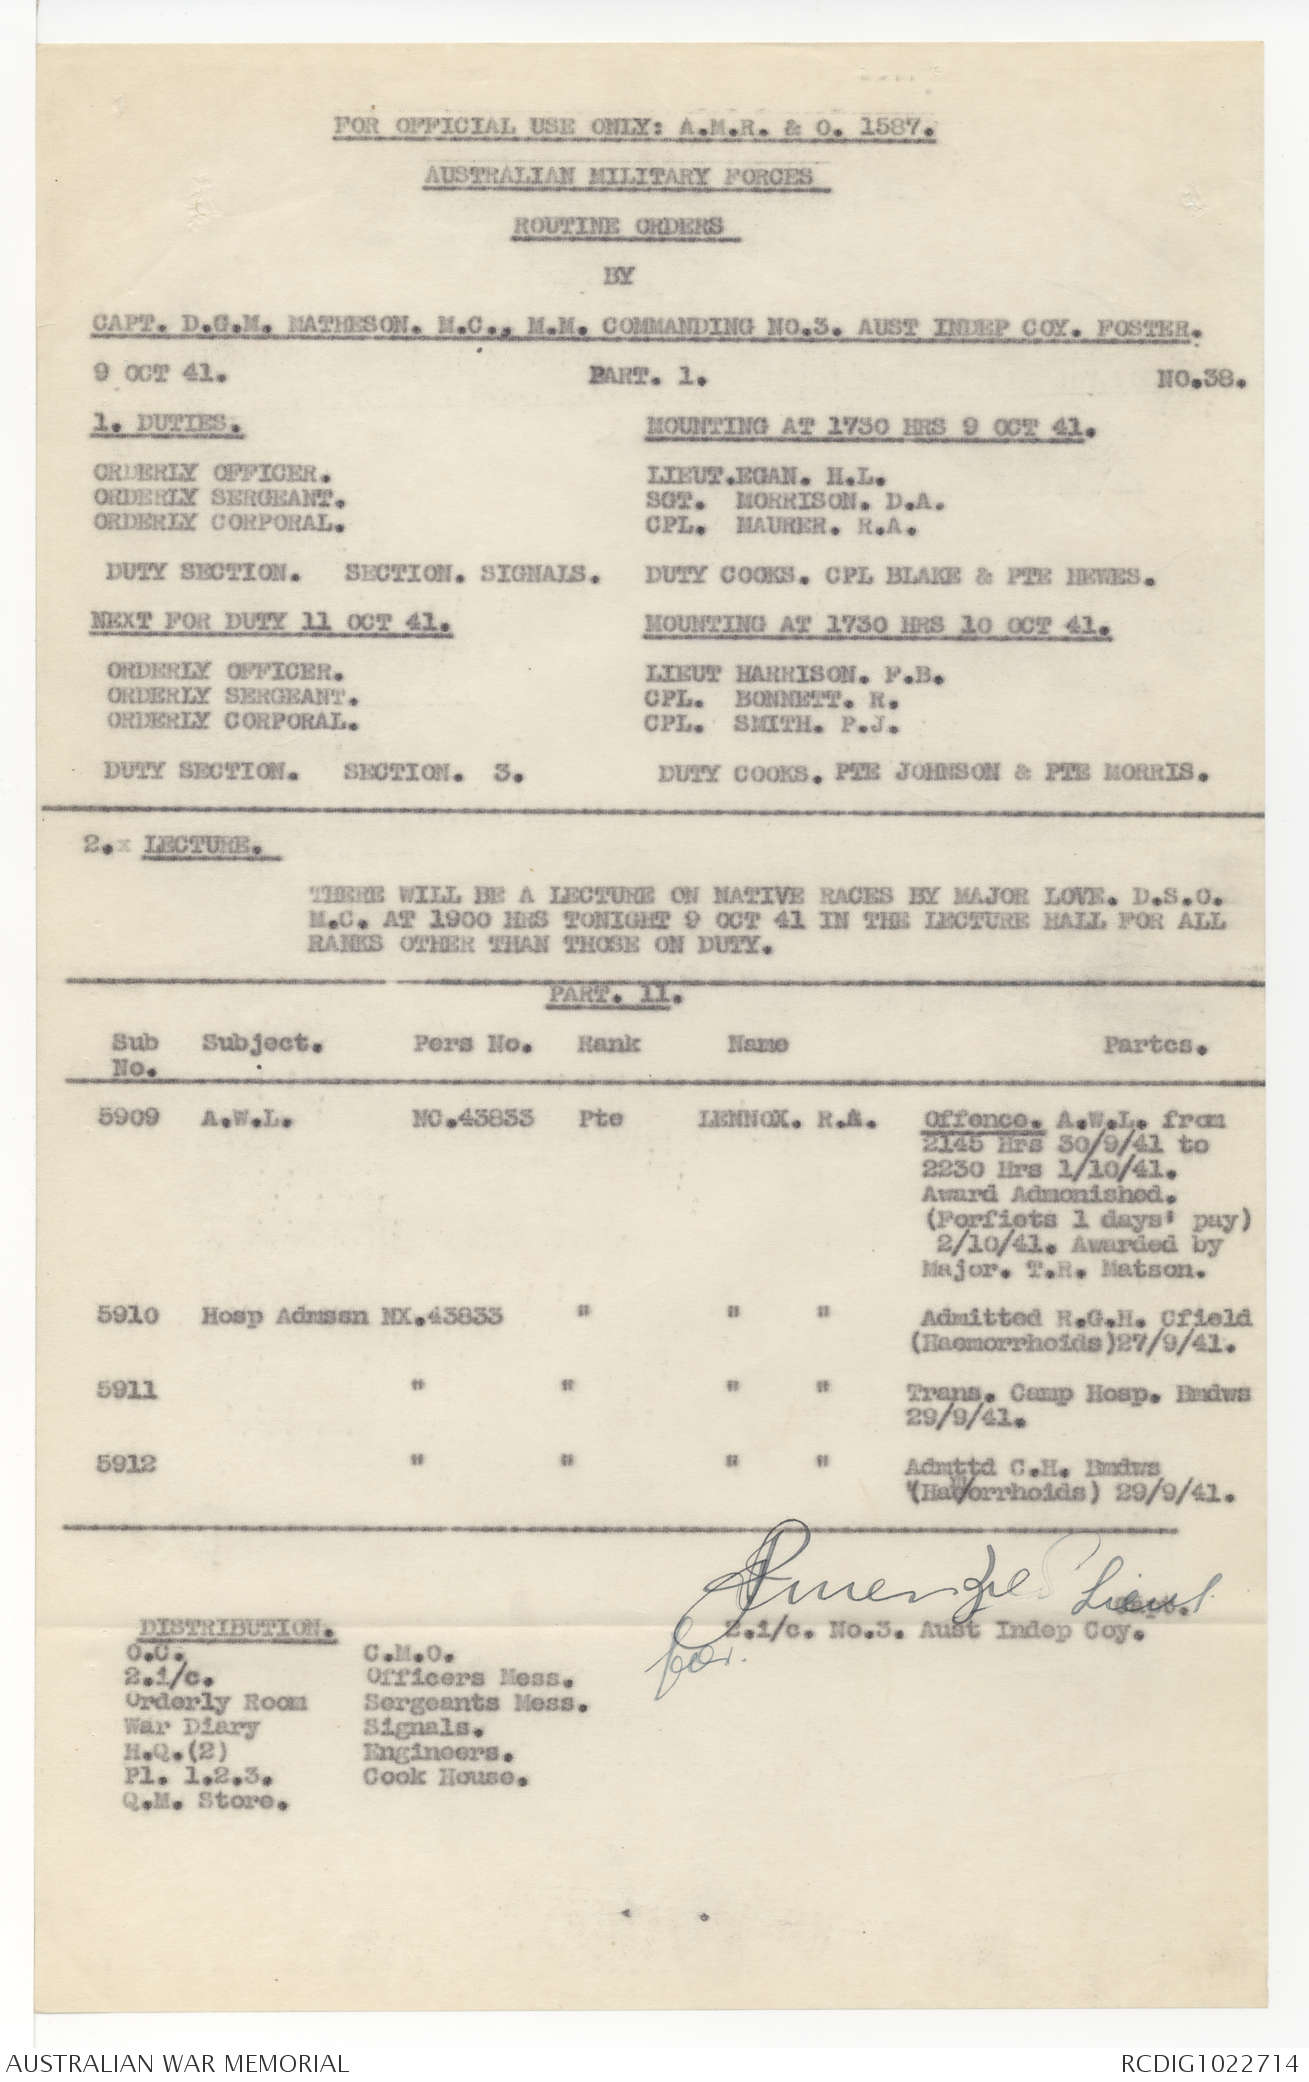 FOR OFFICIAL USE ONLY: A.M.R. & O. 1587.
AUSTRALIAN MILITARY FORCES
ROUTINE ORDERS
BY
CAPT. D.G.M. MATHESON. M.C., M.M. COMMANDING NO.3. AUST INDEP COY. FOSTER.
9 OCT 41. PART. 1. NO.38.
1. DUTIES. MOUNTING AT 1730 HRS 9 OCT 41.
ORDERLY OFFICER. LIEUT.EGAN. H.L.
ORDERLY SERGEANT. SGT. MORRISON. D.A.
ORDERLY CORPORAL. CPL. MAURER. R.A.
DUTY SECTION. SECTION. SIGNALS. DUTY COOKS. CPL BLAKE & PTE HEWES.
NEXT FOR DUTY 11 OCT 41. MOUNTING AT 1730 HRS 10 OCT 41.
ORDERLY OFFICER. LIEUT HARRISON. F.B.
ORDERLY SERGEANT. CPL. BONNETT. R.
ORDERLY CORPORAL. CPL. SMITH. P.J.
DUTY SECTION. SECTION. 3. DUTY COOKS. PTE JOHNSON & PTE MORRIS.
2.x LECTURE.
THERE WILL BE A LECTURE ON NATIVE RACES BY MAJOR LOVE. D.S.O.
M.C. AT 1900 HRS TONIGHT 9 OCT 41 IN THE LECTURE HALL FOR ALL
RANKS OTHER THAN THOSE ON DUTY.
PART. 11.
Sub Subject. Pers No. Rank Name Partcs.
No.
5909 A.W.L. NC.43833 Pte LENNOX. R.A. Offence. A.W.L. from
2145 Hrs 30/9/41 to
2230 Hrs 1/10/41.
Award Admonished.
(Forfiets 1 days' pay)
2/10/41. Awarded by
Major. T.R. Matson.
5910 Hosp Admssn NX.43833 " " " Admitted R.G.H. Cfield
(Haemorrhoids)27/9/41.
5911 " " " " Trans. Camp Hosp. Bmdws
29/9/41.
5912 " " " " Admttd C.H. Bmdws
(Haemorrhoids) 29/9/41.
Lieut
2.i/c. No.3. Aust Indep Coy.
for.
DISTRIBUTION.
O.C. C.M.O.
2.i/c. Officers Mess.
Orderly Room Sergeants Mess.
War Diary Signals.
H.Q.(2) Engineers.
Pl. 1.2.3. Cook House.
Q.M. Store.
AUSTRALIAN WAR MEMORIAL RCDIG1022714